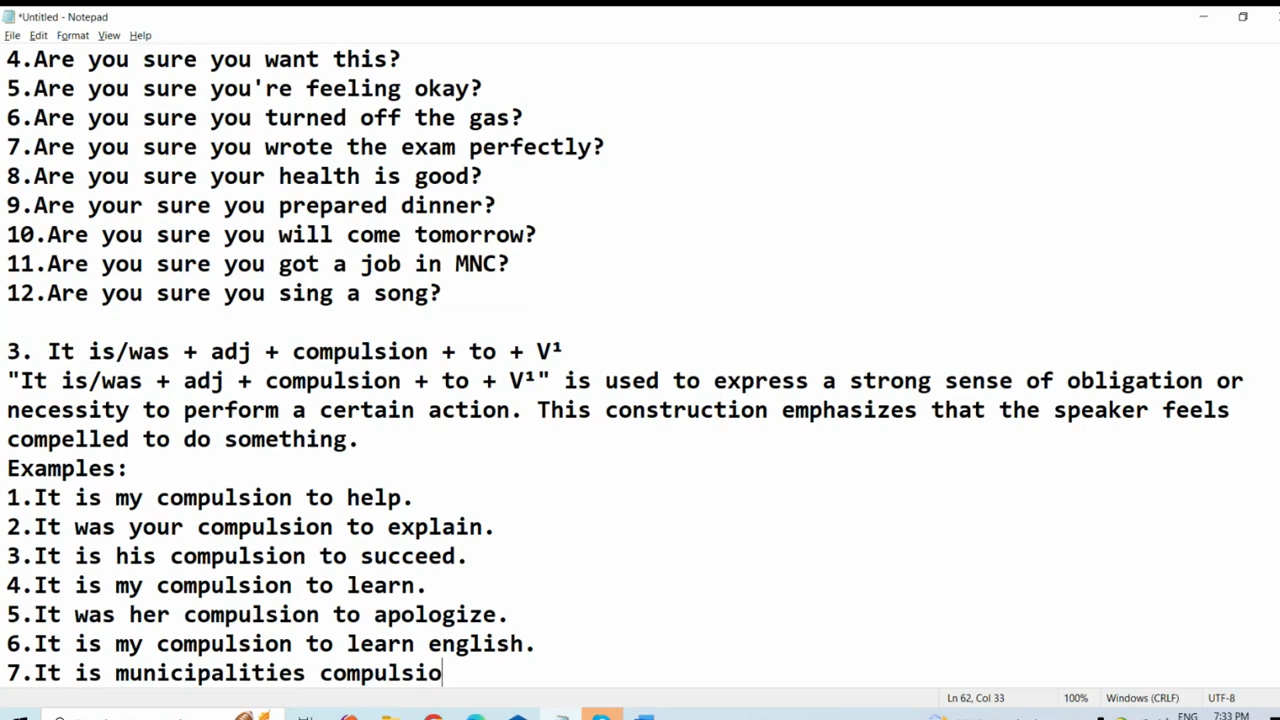 *Untitled - Notepad
File Edit Format View Help
4.Are you sure you want this?
5.Are you sure you're feeling okay?
6.Are you sure you turned off the gas?
7.Are you sure you wrote the exam perfectly?
8.Are you sure your health is good?
9.Are your sure you prepared dinner?
10.Are you sure you will come tomorrow?
11.Are you sure you got a job in MNC?
12.Are you sure you sing a song?
3. It is/was + adj + compulsion + to + V¹
"It is/was + adj + compulsion + to + V¹" is used to express a strong sense of obligation or
necessity to perform a certain action. This construction emphasizes that the speaker feels
compelled to do something.
Examples:
1.It is my compulsion to help.
2.It was your compulsion to explain.
3.It is his compulsion to succeed.
4.It is my compulsion to learn.
5.It was her compulsion to apologize.
6.It is my compulsion to learn english.
7.It is municipalities compulsio
Ln 62, Col 33 100% Windows (CRLF) UTF-8
ENG 7:33 PM